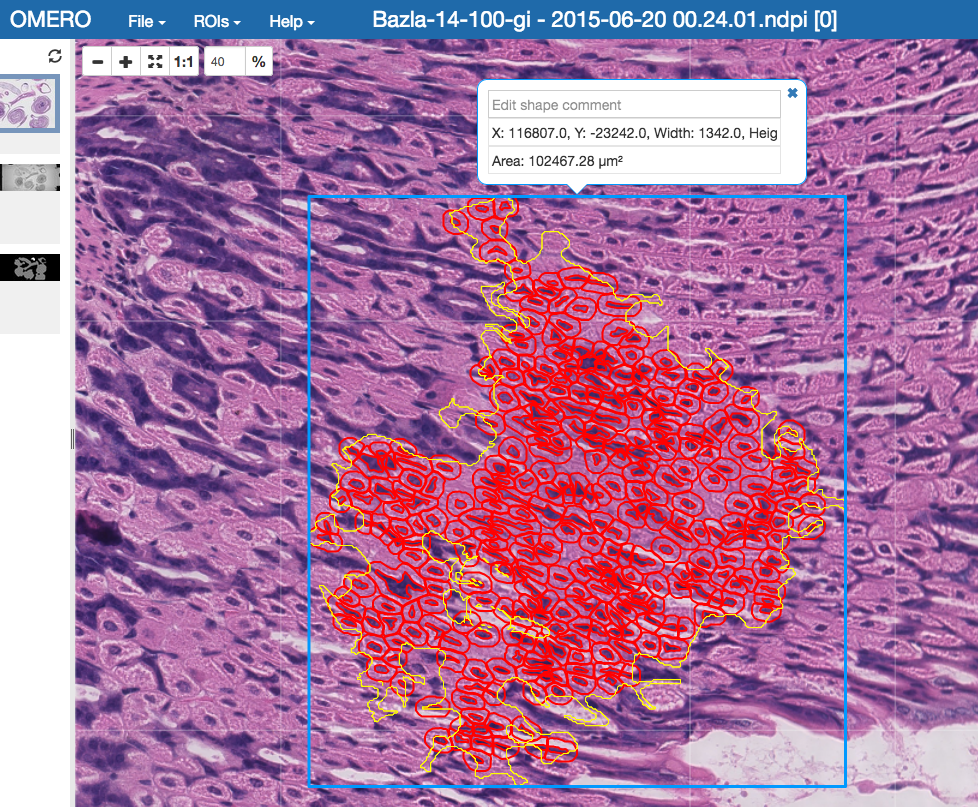 OMERO File ROIs Help Bazla-14-100-gi - 2015-06-20 00.24.01.ndpi [0]
1:1 40 %
Edit shape comment
X: 116807.0, Y: -23242.0, Width: 1342.0, Heig
Area: 102467.28 µm²